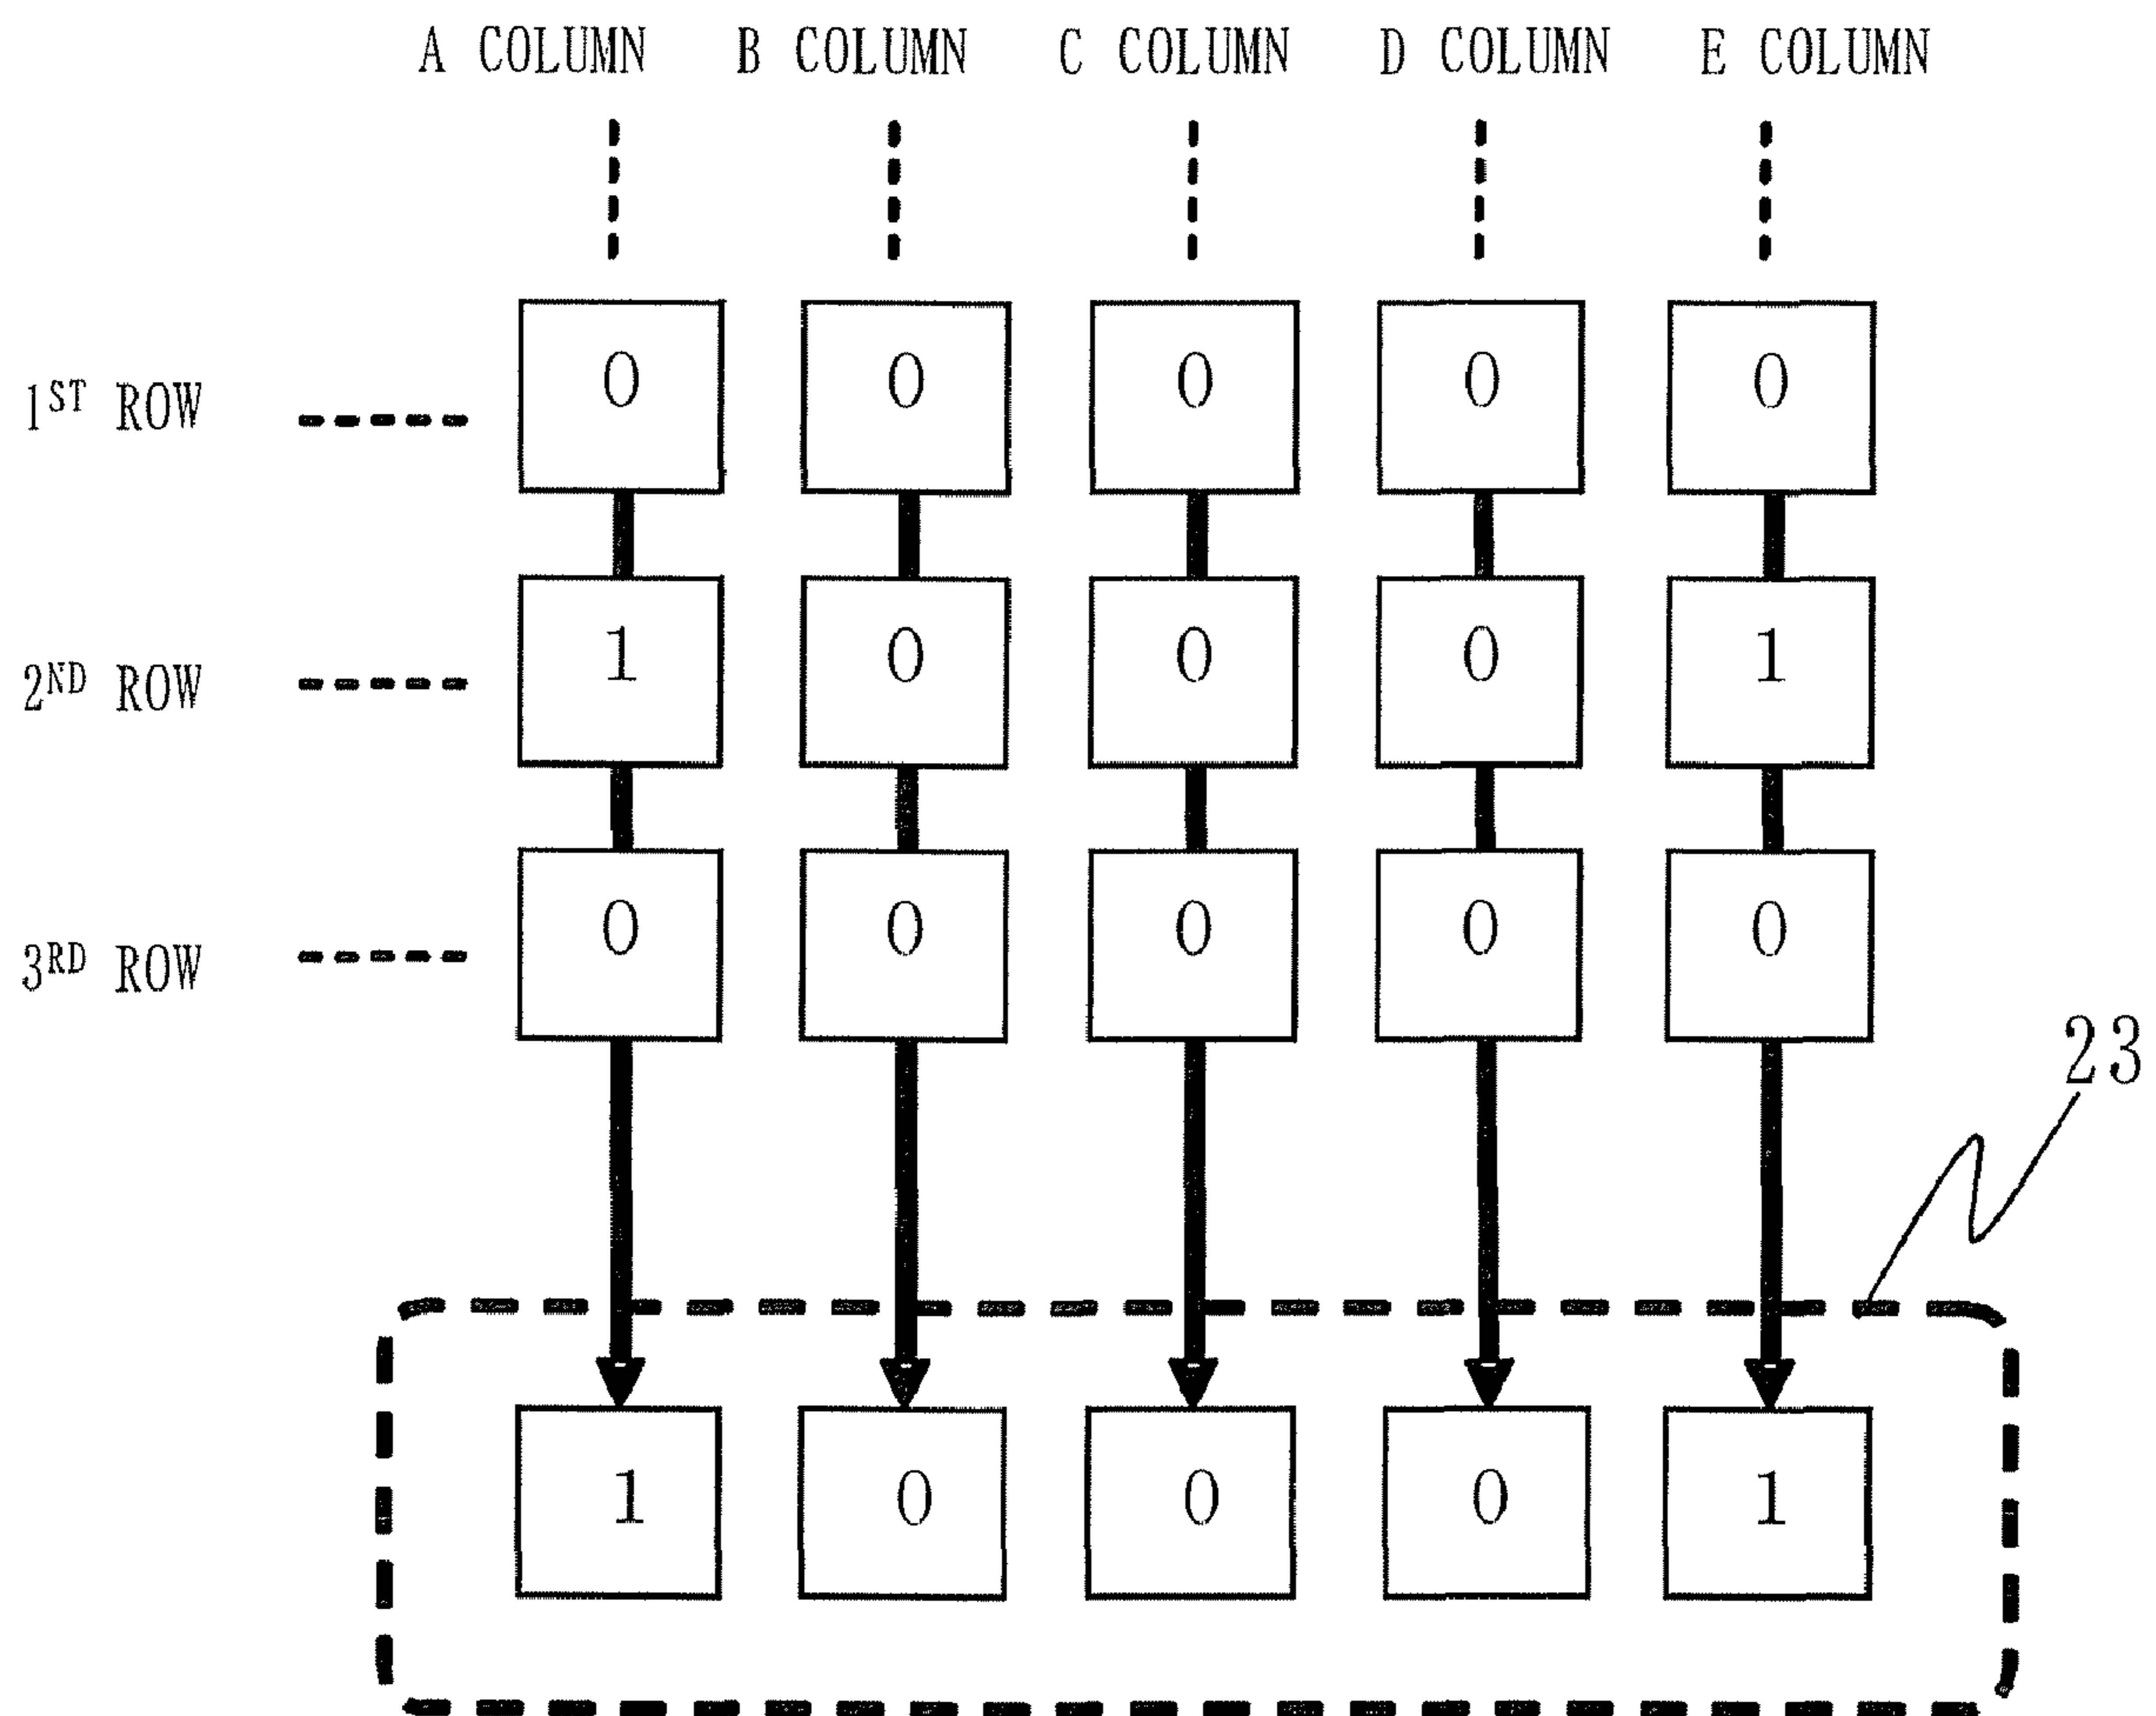 A COLUMN B COLUMN C COLUMN D COLUMN E COLUMN
1ST ROW 0 0 0 0 0
2ND ROW 1 0 0 0 1
3RD ROW 0 0 0 0 0
23
1 0 0 0 1